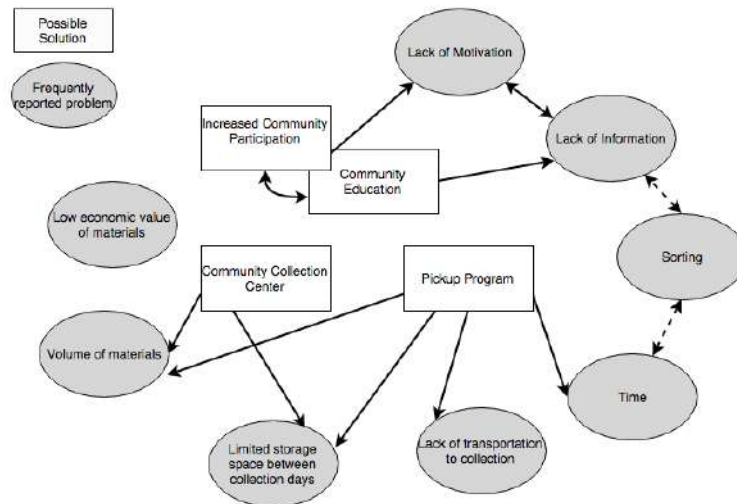 Possible
Solution
Frequently
reported problem
Lack of Motivation
Increased Community
Participation
Lack of Information
Community
Education
Low economic value
of materials
Sorting
Community Collection
Center
Pickup Program
Volume of materials
Time
Limited storage
space between
collection days
Lack of transportation
to collection